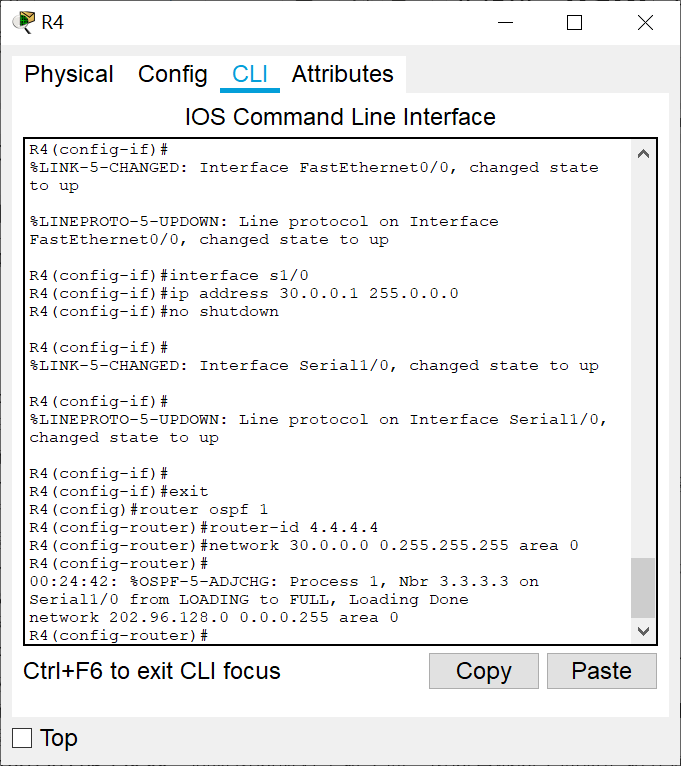 R4
Physical Config CLI Attributes
IOS Command Line Interface
R4(config-if)#
%LINK-5-CHANGED: Interface FastEthernet0/0, changed state
to up
%LINEPROTO-5-UPDOWN: Line protocol on Interface
FastEthernet0/0, changed state to up
R4(config-if)#interface s1/0
R4(config-if)#ip address 30.0.0.1 255.0.0.0
R4(config-if)#no shutdown
R4(config-if)#
%LINK-5-CHANGED: Interface Serial1/0, changed state to up
R4(config-if)#
%LINEPROTO-5-UPDOWN: Line protocol on Interface Serial1/0,
changed state to up
R4(config-if)#
R4(config-if)#exit
R4(config)#router ospf 1
R4(config-router)#router-id 4.4.4.4
R4(config-router)#network 30.0.0.0 0.255.255.255 area 0
R4(config-router)#
00:24:42: %OSPF-5-ADJCHG: Process 1, Nbr 3.3.3.3 on
Serial1/0 from LOADING to FULL, Loading Done
network 202.96.128.0 0.0.0.255 area 0
R4(config-router)#
Ctrl+F6 to exit CLI focus
Copy Paste
Top